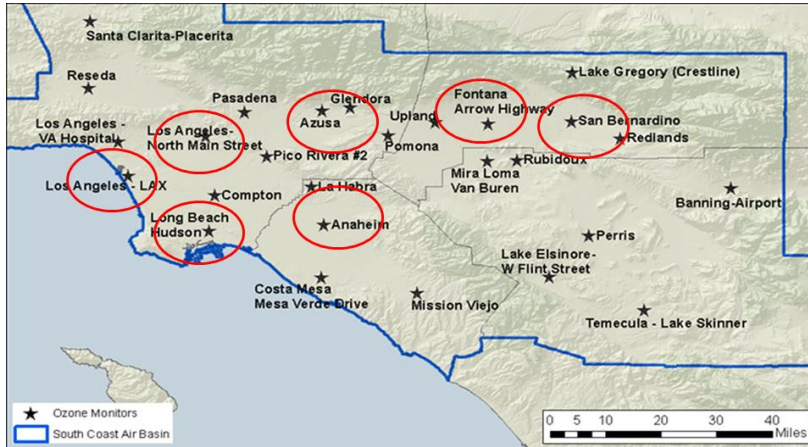 Santa Clarita-Placerita
Reseda
Lake Gregory (Crestline)
Pasadena
Glendora
Azusa
Fontana
Arrow Highway
Upland
San Bernardino
Los Angeles -
VA Hospital
Los Angeles-
North Main Street
Pomona
Redlands
Pico Rivera #2
Rubidoux
Mira Loma
Van Buren
Los Angeles - LAX
La Habra
Compton
Banning-Airport
Long Beach
Hudson
Anaheim
Perris
Lake Elsinore-
W Flint Street
Costa Mesa
Mesa Verde Drive
Mission Viejo
Temecula - Lake Skinner
Ozone Monitors
South Coast Air Basin
0 5 10 20 30 40
Miles